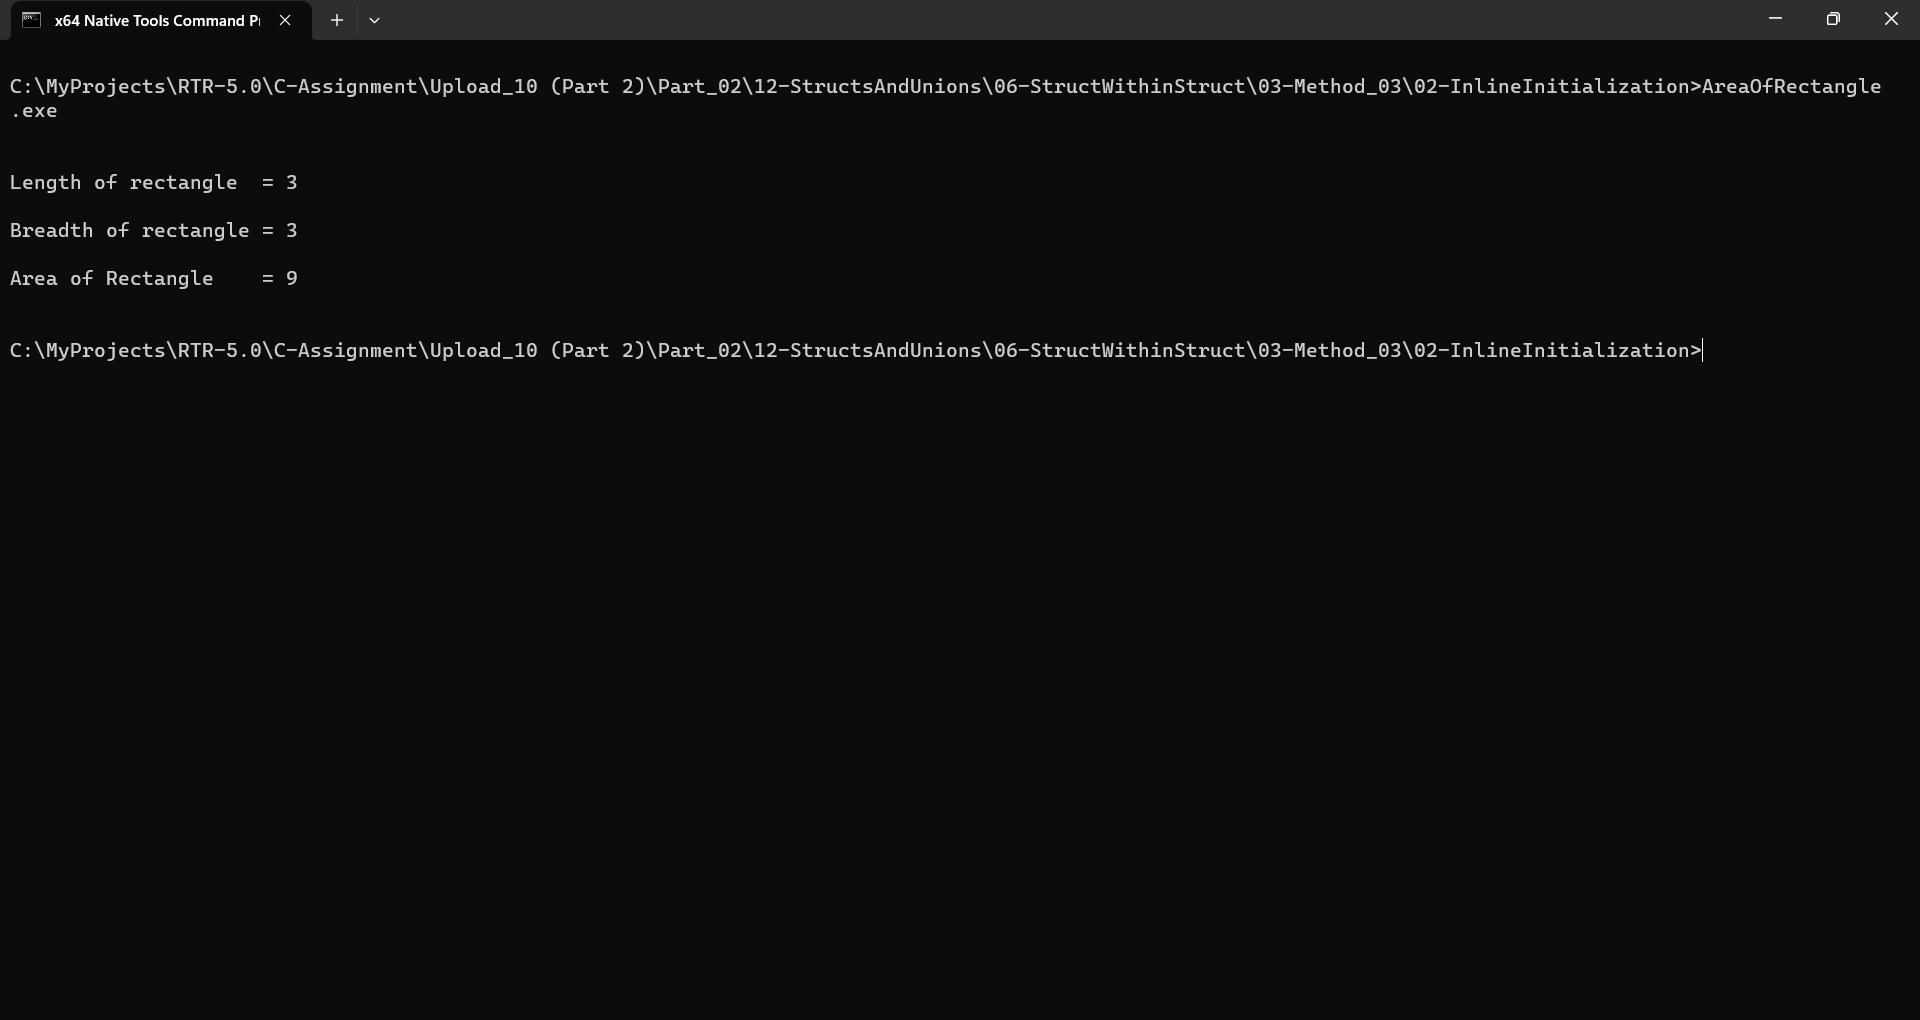 x64 Native Tools Command P
C:\MyProjects\RTR-5.0\C-Assignment\Upload_10 (Part 2)\Part_02\12-StructsAndUnions\06-StructWithinStruct\03-Method_03\02-InlineInitialization>AreaOfRectangle
.exe
Length of rectangle  = 3
Breadth of rectangle = 3
Area of Rectangle    = 9
C:\MyProjects\RTR-5.0\C-Assignment\Upload_10 (Part 2)\Part_02\12-StructsAndUnions\06-StructWithinStruct\03-Method_03\02-InlineInitialization>